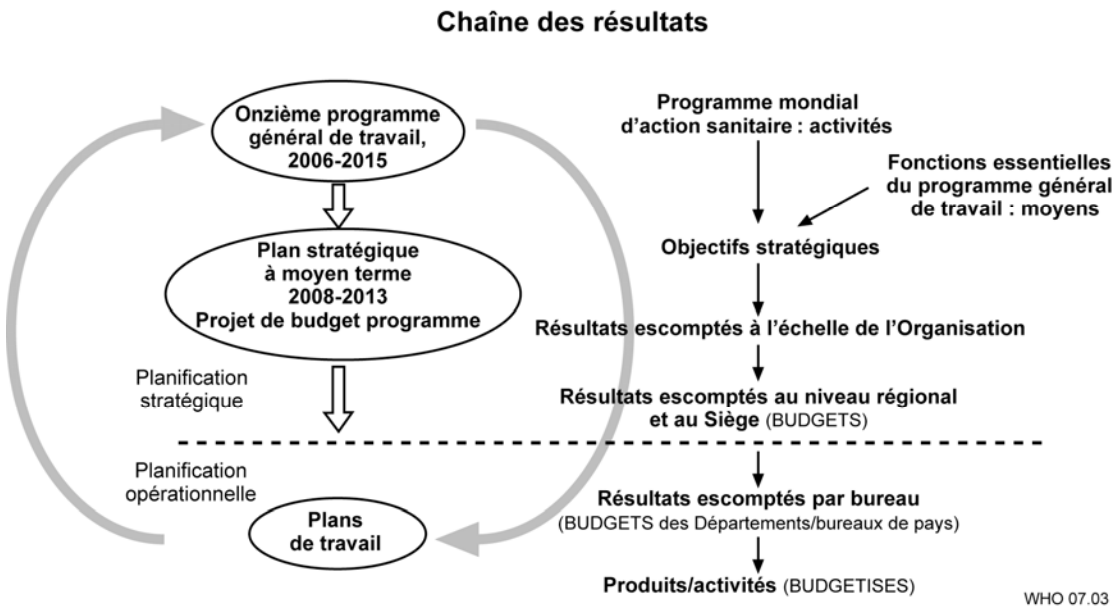 Chaîne des résultats
Onzième programme
général de travail,
2006-2015
Plan stratégique
à moyen terme
2008-2013
Projet de budget programme
Planification
stratégique
Planification
opérationnelle
Plans
de travail
Programme mondial
d'action sanitaire : activités
Fonctions essentielles
du programme général
de travail : moyens
Objectifs stratégiques
Résultats escomptés à l'échelle de l'Organisation
Résultats escomptés au niveau régional
et au Siège (BUDGETS)
Résultats escomptés par bureau
(BUDGETS des Départements/bureaux de pays)
Produits/activités (BUDGETISES)
WHO 07.03